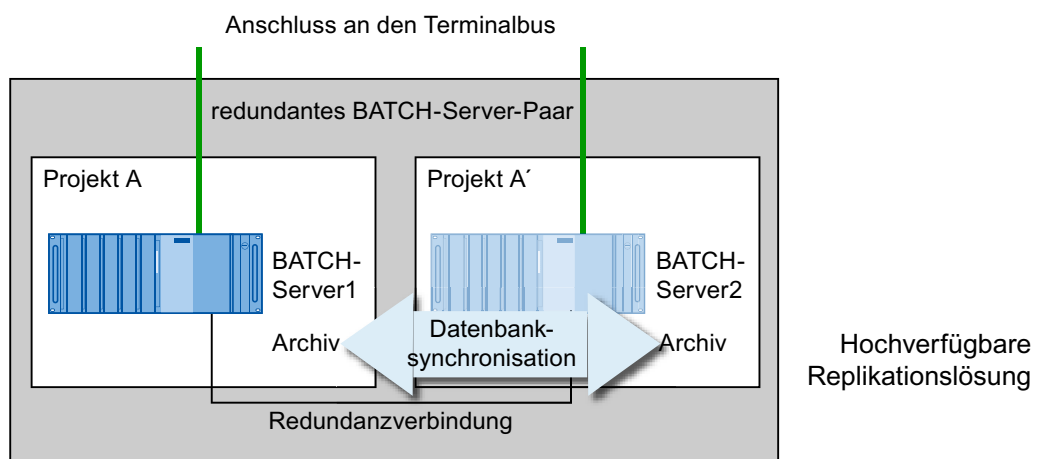 Anschluss an den Terminalbus
redundantes BATCH-Server-Paar
Projekt A
Projekt A´
BATCH-
Server1
BATCH-
Server2
Archiv
Datenbank-
synchronisation
Archiv
Redundanzverbindung
Hochverfügbare
Replikationslösung